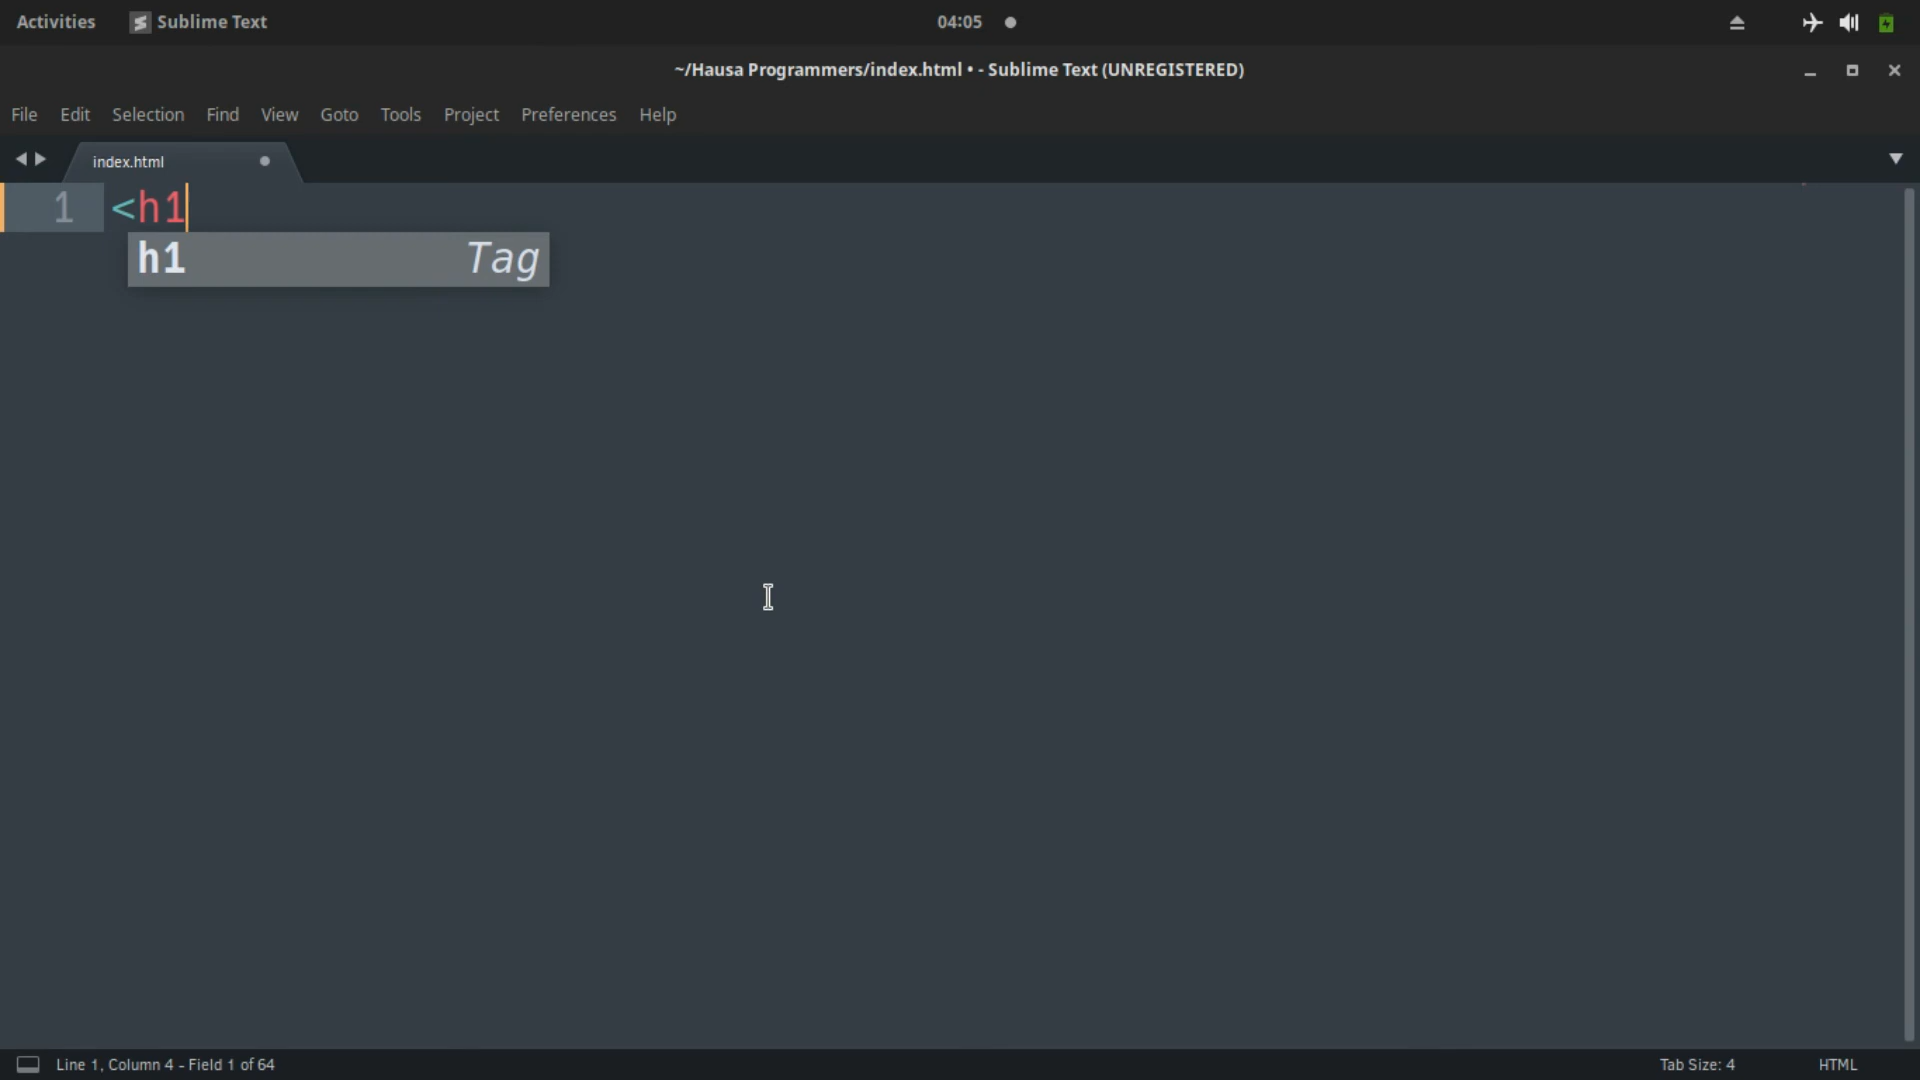 Activities Sublime Text 04:05
~/Hausa Programmers/index.html • - Sublime Text (UNREGISTERED)
File Edit Selection Find View Goto Tools Project Preferences Help
index.html
1 <h1
h1 Tag
Line 1, Column 4 - Field 1 of 64 Tab Size: 4 HTML